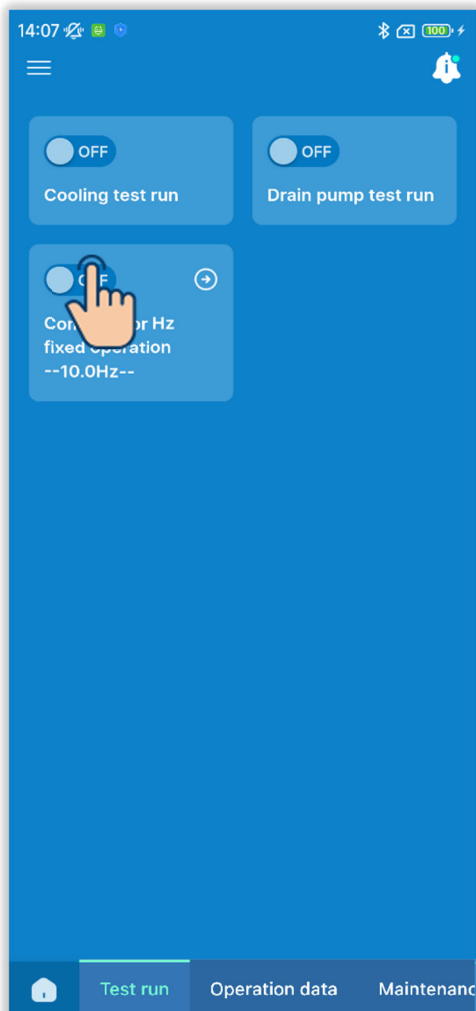 14:07
100
OFF
OFF
Cooling test run
Drain pump test run
Hz
fixed operation
--10.0Hz--
Test run
Operation data
Maintenanc